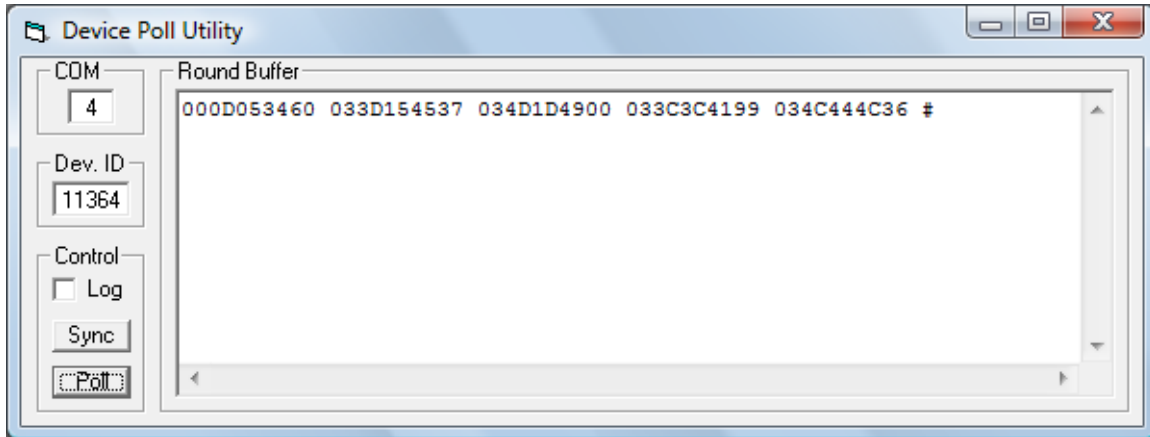 Device Poll Utility
COM
4
Dev. ID
11364
Control
Log
Sync
Poll
Round Buffer
000D053460 033D154537 034D1D4900 033C3C4199 034C444C36 #